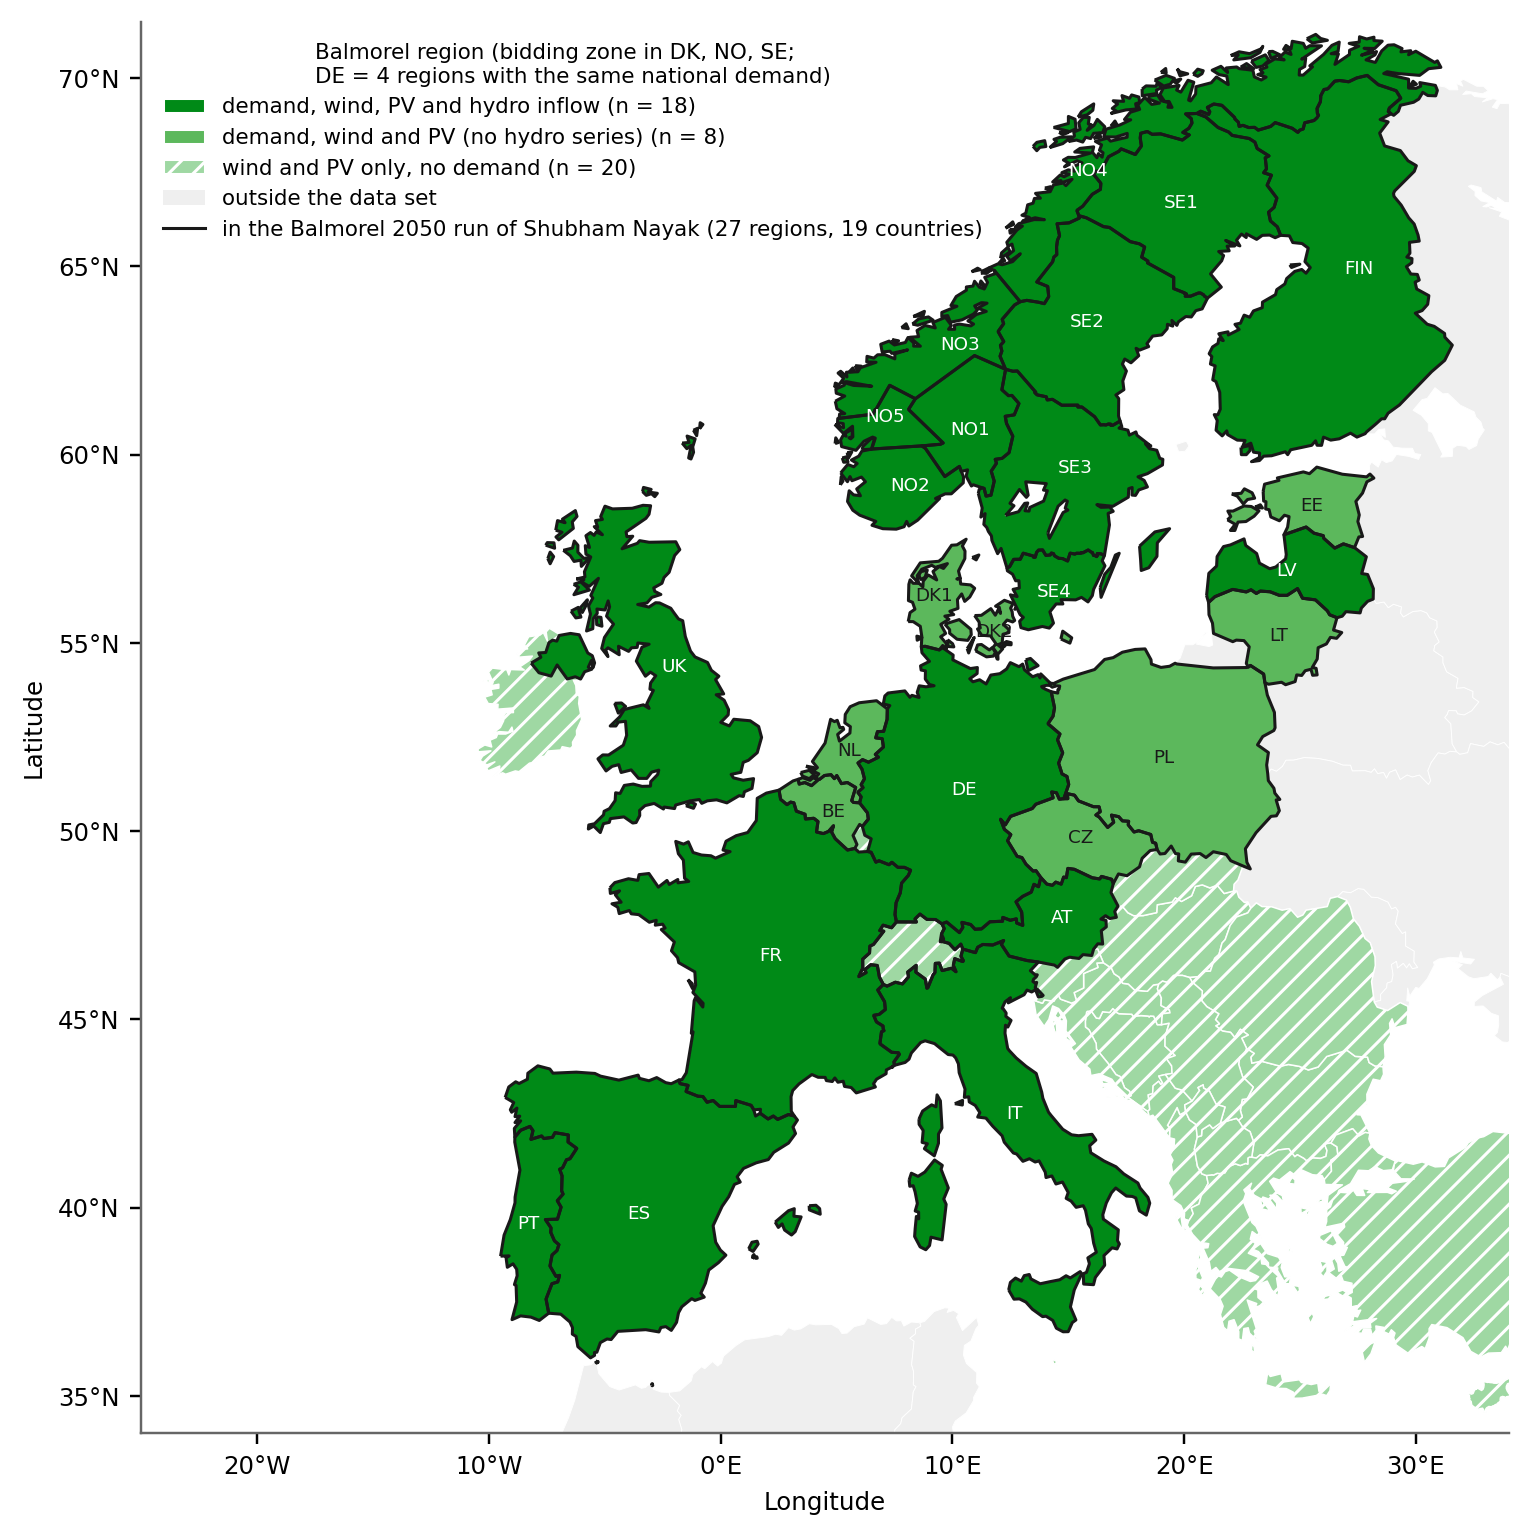 Balmorel region (bidding zone in DK, NO, SE;
DE = 4 regions with the same national demand)
demand, wind, PV and hydro inflow (n = 18)
demand, wind and PV (no hydro series) (n = 8)
wind and PV only, no demand (n = 20)
outside the data set
in the Balmorel 2050 run of Shubham Nayak (27 regions, 19 countries)
70°N
65°N
60°N
55°N
50°N
45°N
40°N
35°N
Latitude
NO4
SE1
FIN
SE2
NO3
NO5
NO1
SE3
NO2
EE
LV
SE4
DK1
DK2
LT
UK
NL
PL
DE
BE
CZ
AT
FR
IT
ES
PT
20°W
10°W
0°E
10°E
20°E
30°E
Longitude